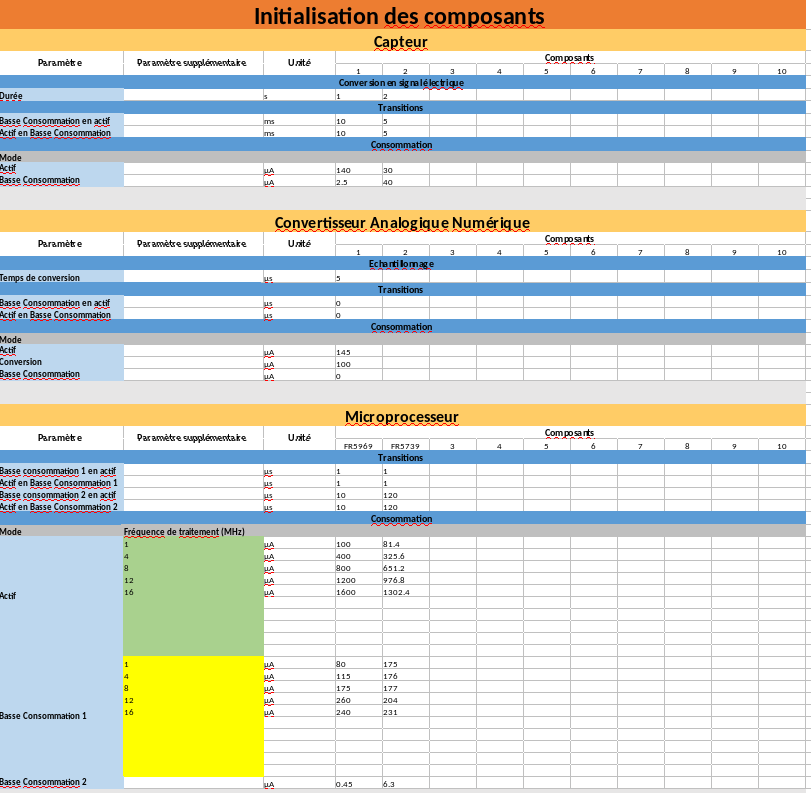 Initialisation des composants
Capteur
Paramètre Paramètre supplémentaire Unité Composants
1 2 3 4 5 6 7 8 9 10
Conversion en signal électrique
Durée s 1 2
Transitions
Basse Consommation en actif ms 10 5
Actif en Basse Consommation ms 10 5
Consommation
Mode
Actif µA 140 30
Basse Consommation µA 2.5 40
Convertisseur Analogique Numérique
Paramètre Paramètre supplémentaire Unité Composants
1 2 3 4 5 6 7 8 9 10
Echantillonnage
Temps de conversion µs 5
Transitions
Basse Consommation en actif µs 0
Actif en Basse Consommation µs 0
Consommation
Mode
Actif µA 145
Conversion µA 100
Basse Consommation µA 0
Microprocesseur
Paramètre Paramètre supplémentaire Unité Composants
FR5969 FR5739 3 4 5 6 7 8 9 10
Transitions
Basse consommation 1 en actif µs 1 1
Actif en Basse Consommation 1 µs 1 1
Basse consommation 2 en actif µs 10 120
Actif en Basse Consommation 2 µs 10 120
Consommation
Mode Fréquence de traitement (MHz)
1 µA 100 81.4
4 µA 400 325.6
8 µA 800 651.2
12 µA 1200 976.8
16 µA 1600 1302.4
Actif
1 µA 80 175
4 µA 115 176
8 µA 175 177
12 µA 260 204
16 µA 240 231
Basse Consommation 1
Basse Consommation 2 µA 0.45 6.3